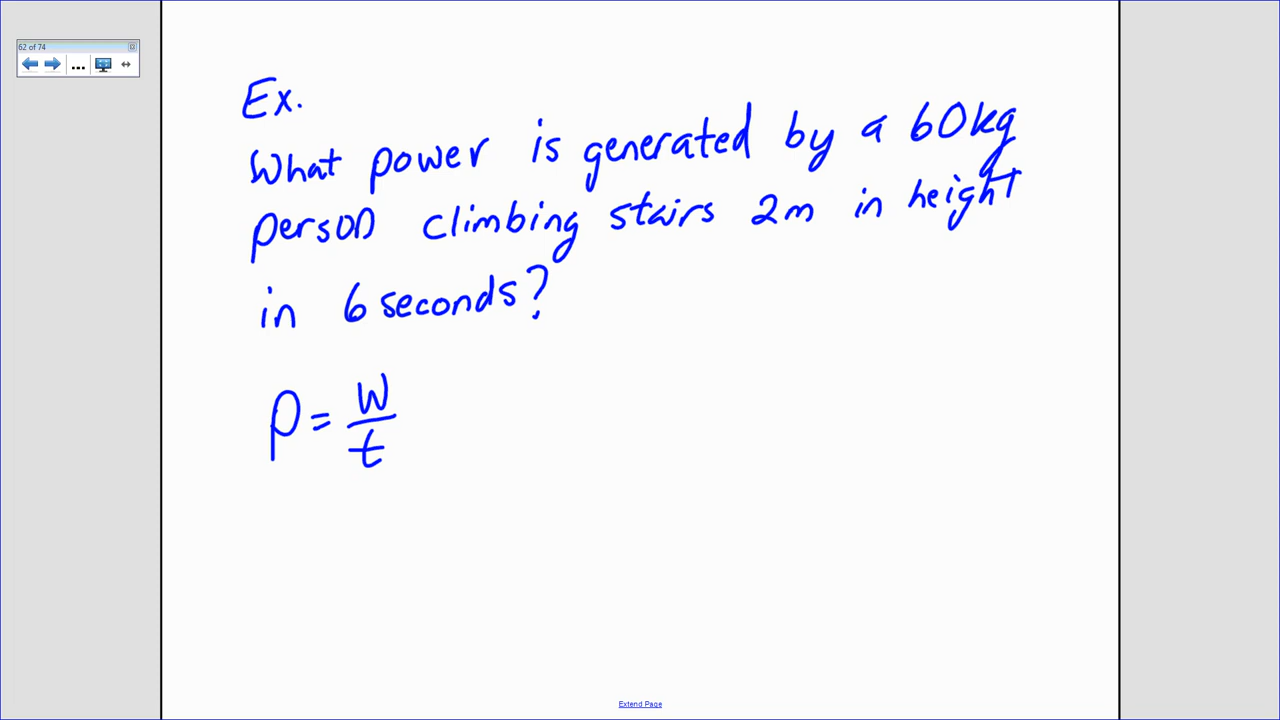 62 of 74
...
Ex.
What power is generated by a 60kg
person climbing stairs 2m in height
in 6 seconds?
P = W/t
Extend Page